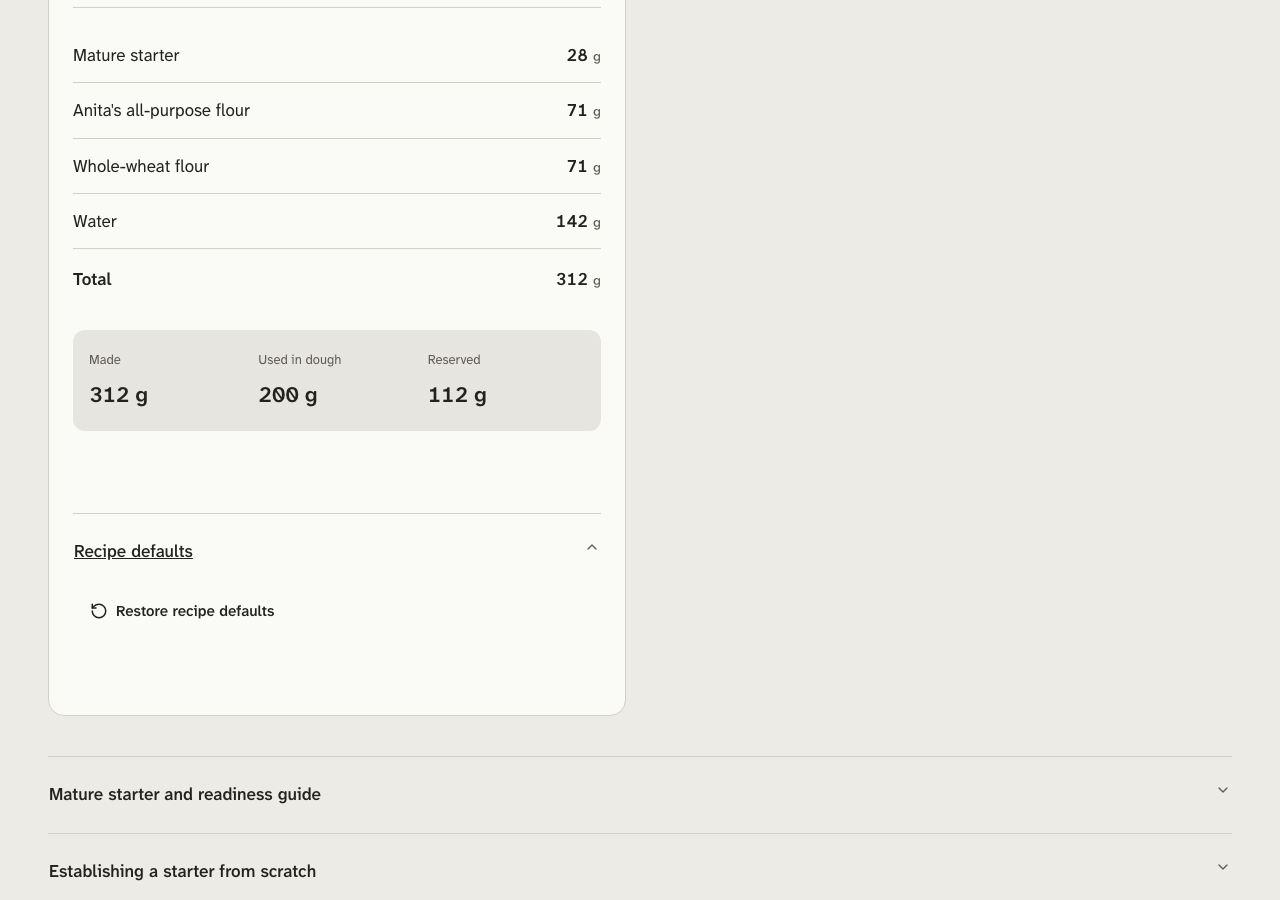 Mature starter 28 g
Anita's all-purpose flour 71 g
Whole-wheat flour 71 g
Water 142 g
Total 312 g
Made Used in dough Reserved
312 g 200 g 112 g
Recipe defaults
Restore recipe defaults
Mature starter and readiness guide
Establishing a starter from scratch